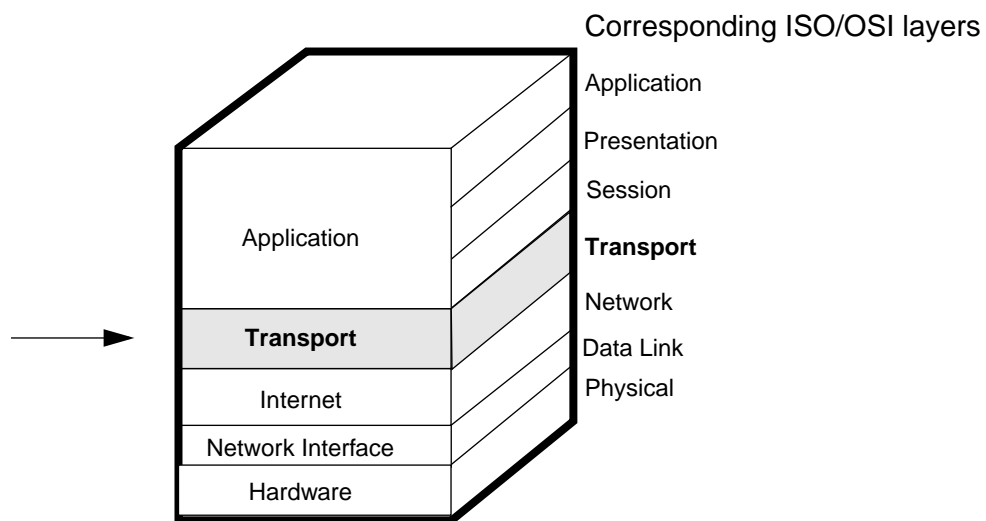 Corresponding ISO/OSI layers
Application
Presentation
Session
Transport
Network
Data Link
Physical
Application
Transport
Internet
Network Interface
Hardware